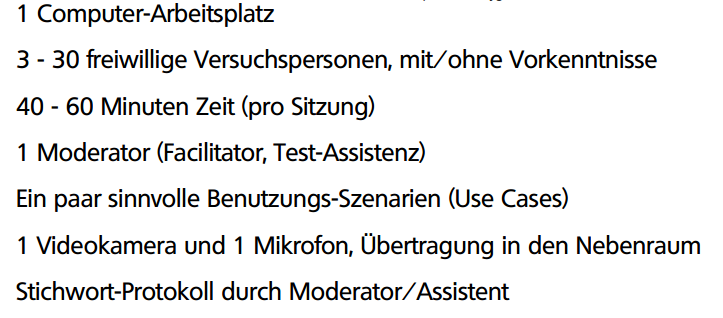 1 Computer-Arbeitsplatz
3 - 30 freiwillige Versuchspersonen, mit/ohne Vorkenntnisse
40 - 60 Minuten Zeit (pro Sitzung)
1 Moderator (Facilitator, Test-Assistenz)
Ein paar sinnvolle Benutzungs-Szenarien (Use Cases)
1 Videokamera und 1 Mikrofon, Übertragung in den Nebenraum
Stichwort-Protokoll durch Moderator/Assistent